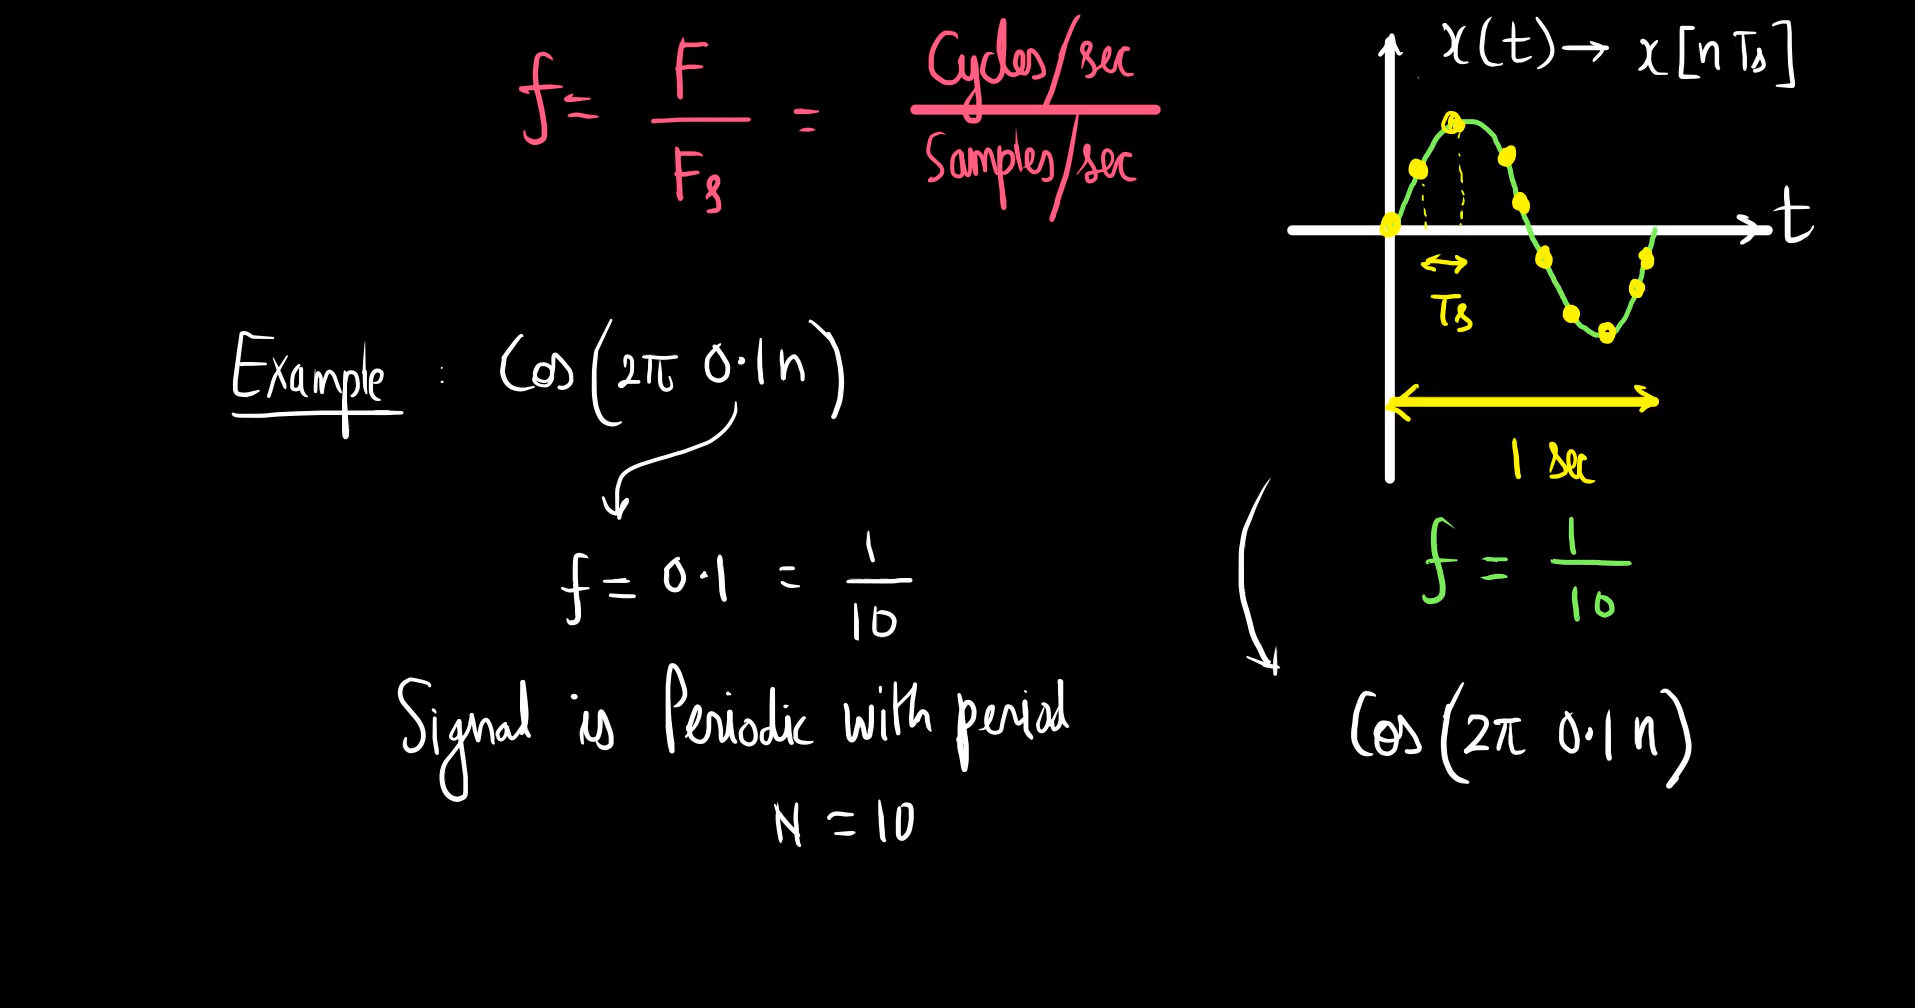 f = F / Fs = Cycles/sec / Samples/sec
x(t) → x[nTs]
t
Ts
1 sec
Example : Cos(2π 0.1n)
f = 0.1 = 1/10
Signal is Periodic with period
N = 10
f = 1/10
Cos(2π 0.1n)